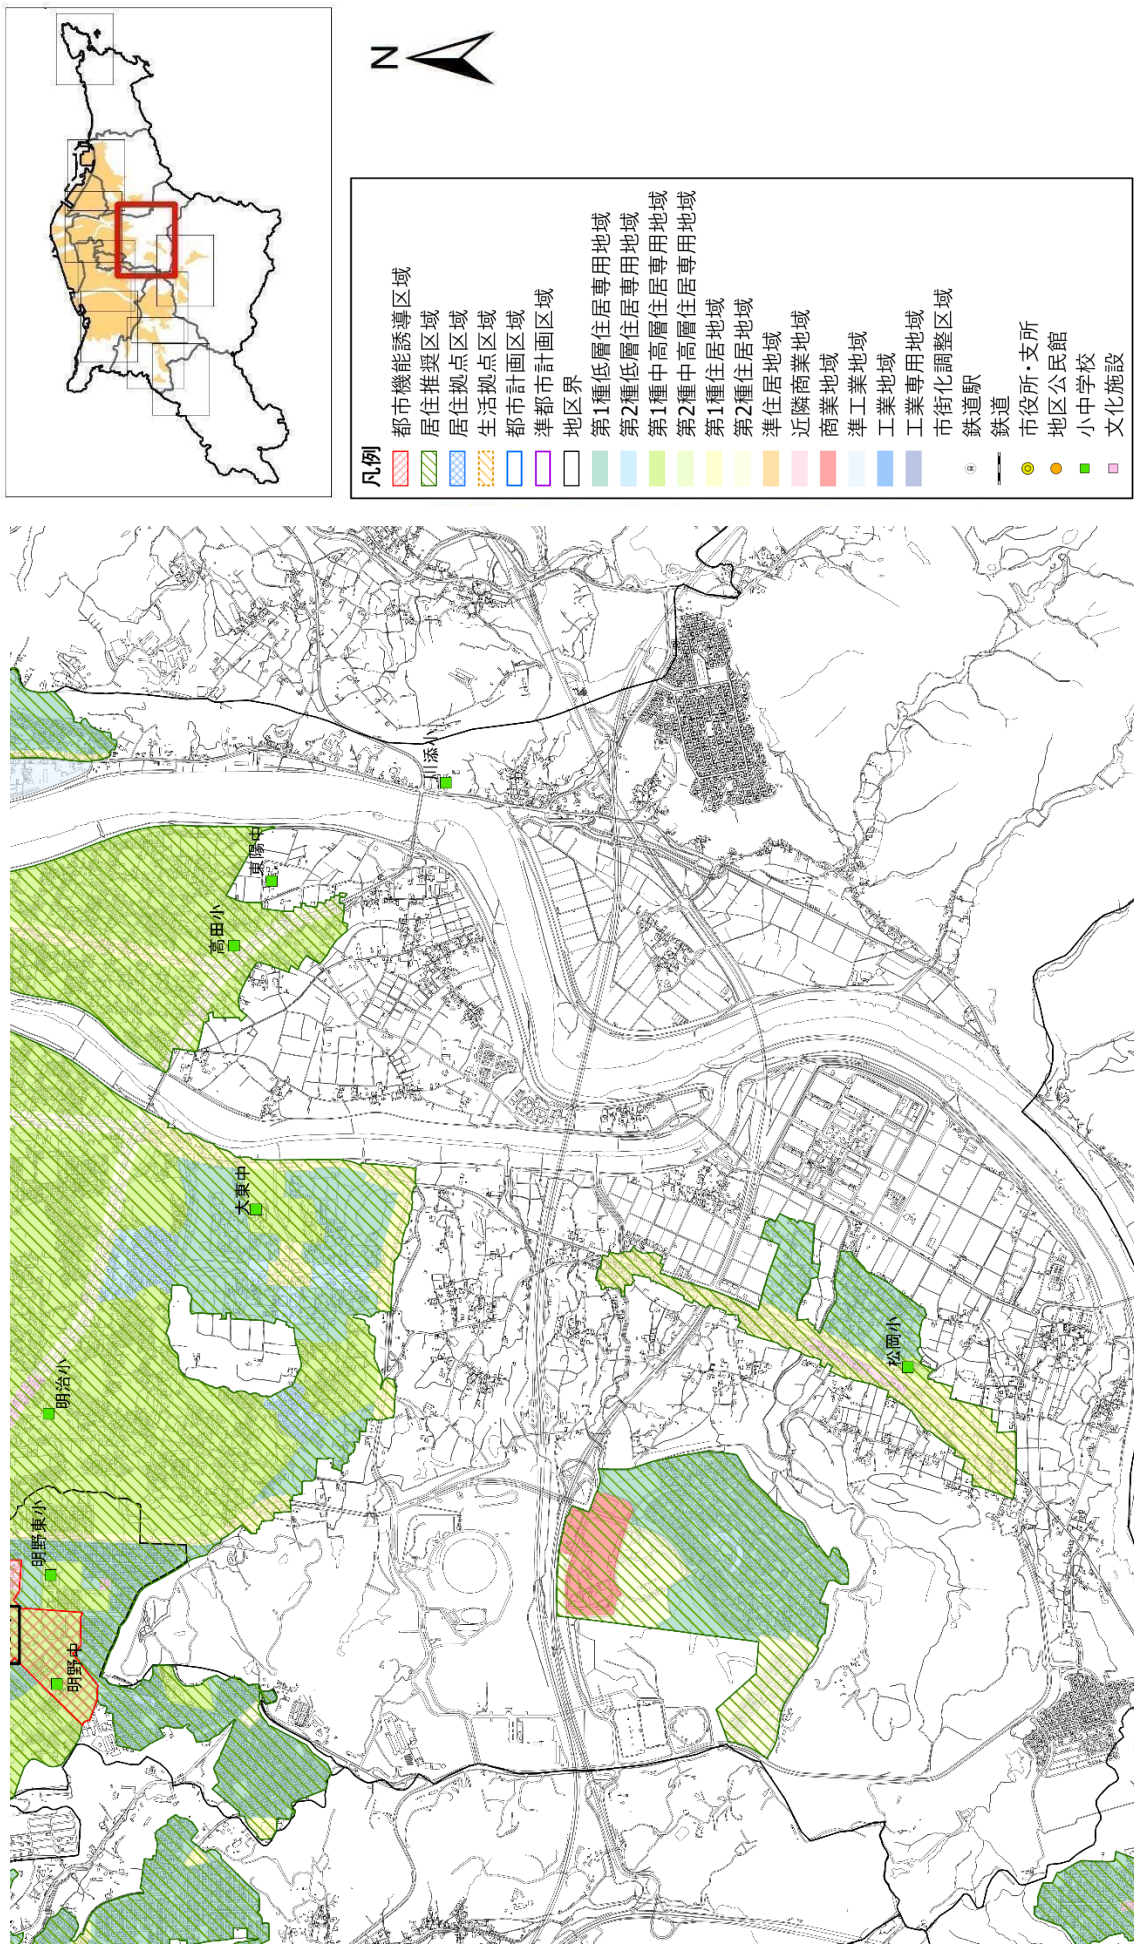 N
凡例
都市機能誘導区域
居住推奨区域
居住拠点区域
生活拠点区域
都市計画区域
準都市計画区域
地区界
第1種低層住居専用地域
第2種低層住居専用地域
第1種中高層住居専用地域
第2種中高層住居専用地域
第1種住居地域
第2種住居地域
準住居地域
近隣商業地域
商業地域
準工業地域
工業地域
工業専用地域
市街化調整区域
鉄道駅
鉄道
市役所・支所
地区公民館
小中学校
文化施設
明野中
明野東小
明治小
大東中
高田小
東陽中
川添小
松岡小